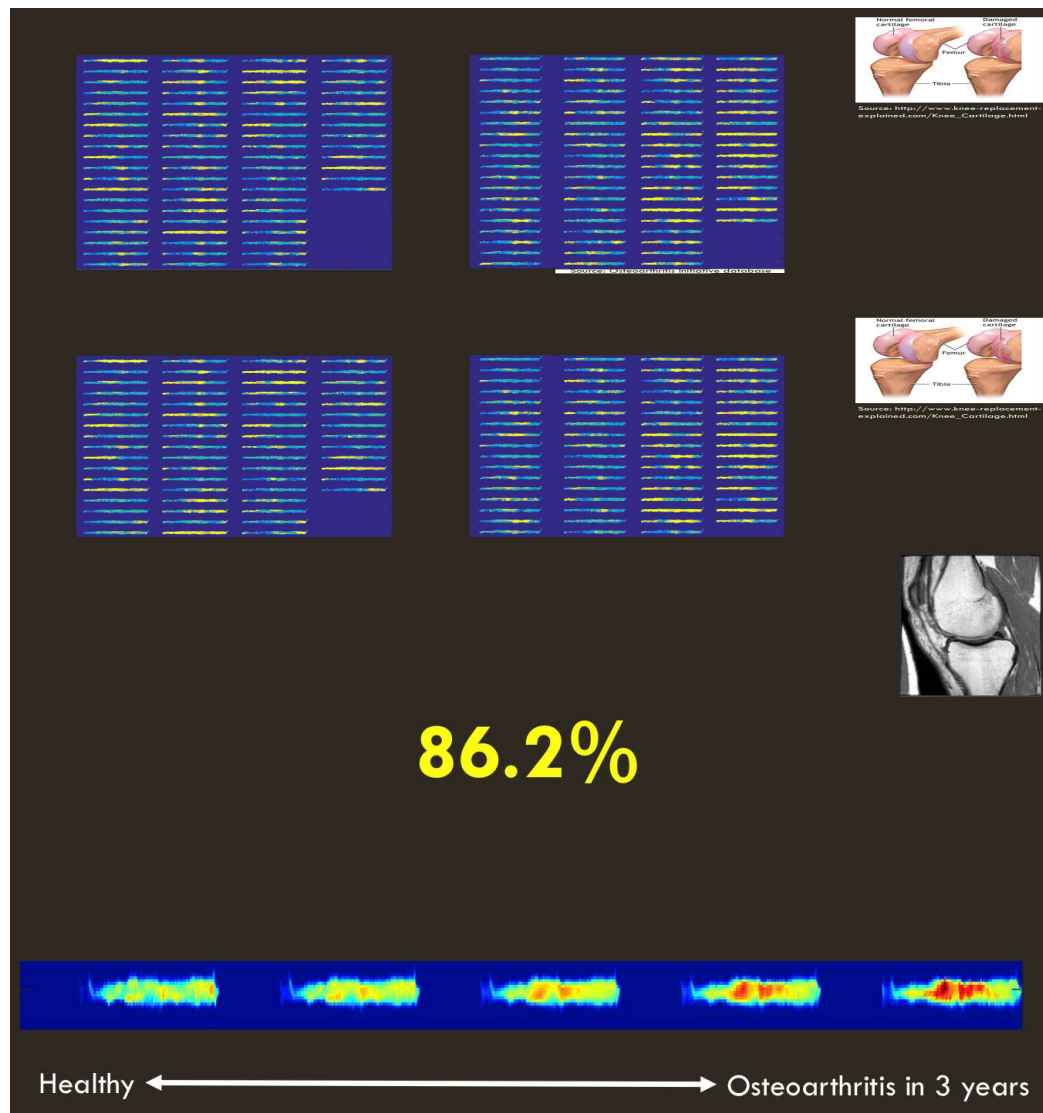 Normal femoral cartilage
Damaged cartilage
Femur
Tibia
Source: http://www.knee-replacement-
explained.com/Knee_Cartilage.html
Source: Osteoarthritis Initiative database
Normal femoral cartilage
Damaged cartilage
Femur
Tibia
Source: http://www.knee-replacement-
explained.com/Knee_Cartilage.html
86.2%
Healthy
Osteoarthritis in 3 years